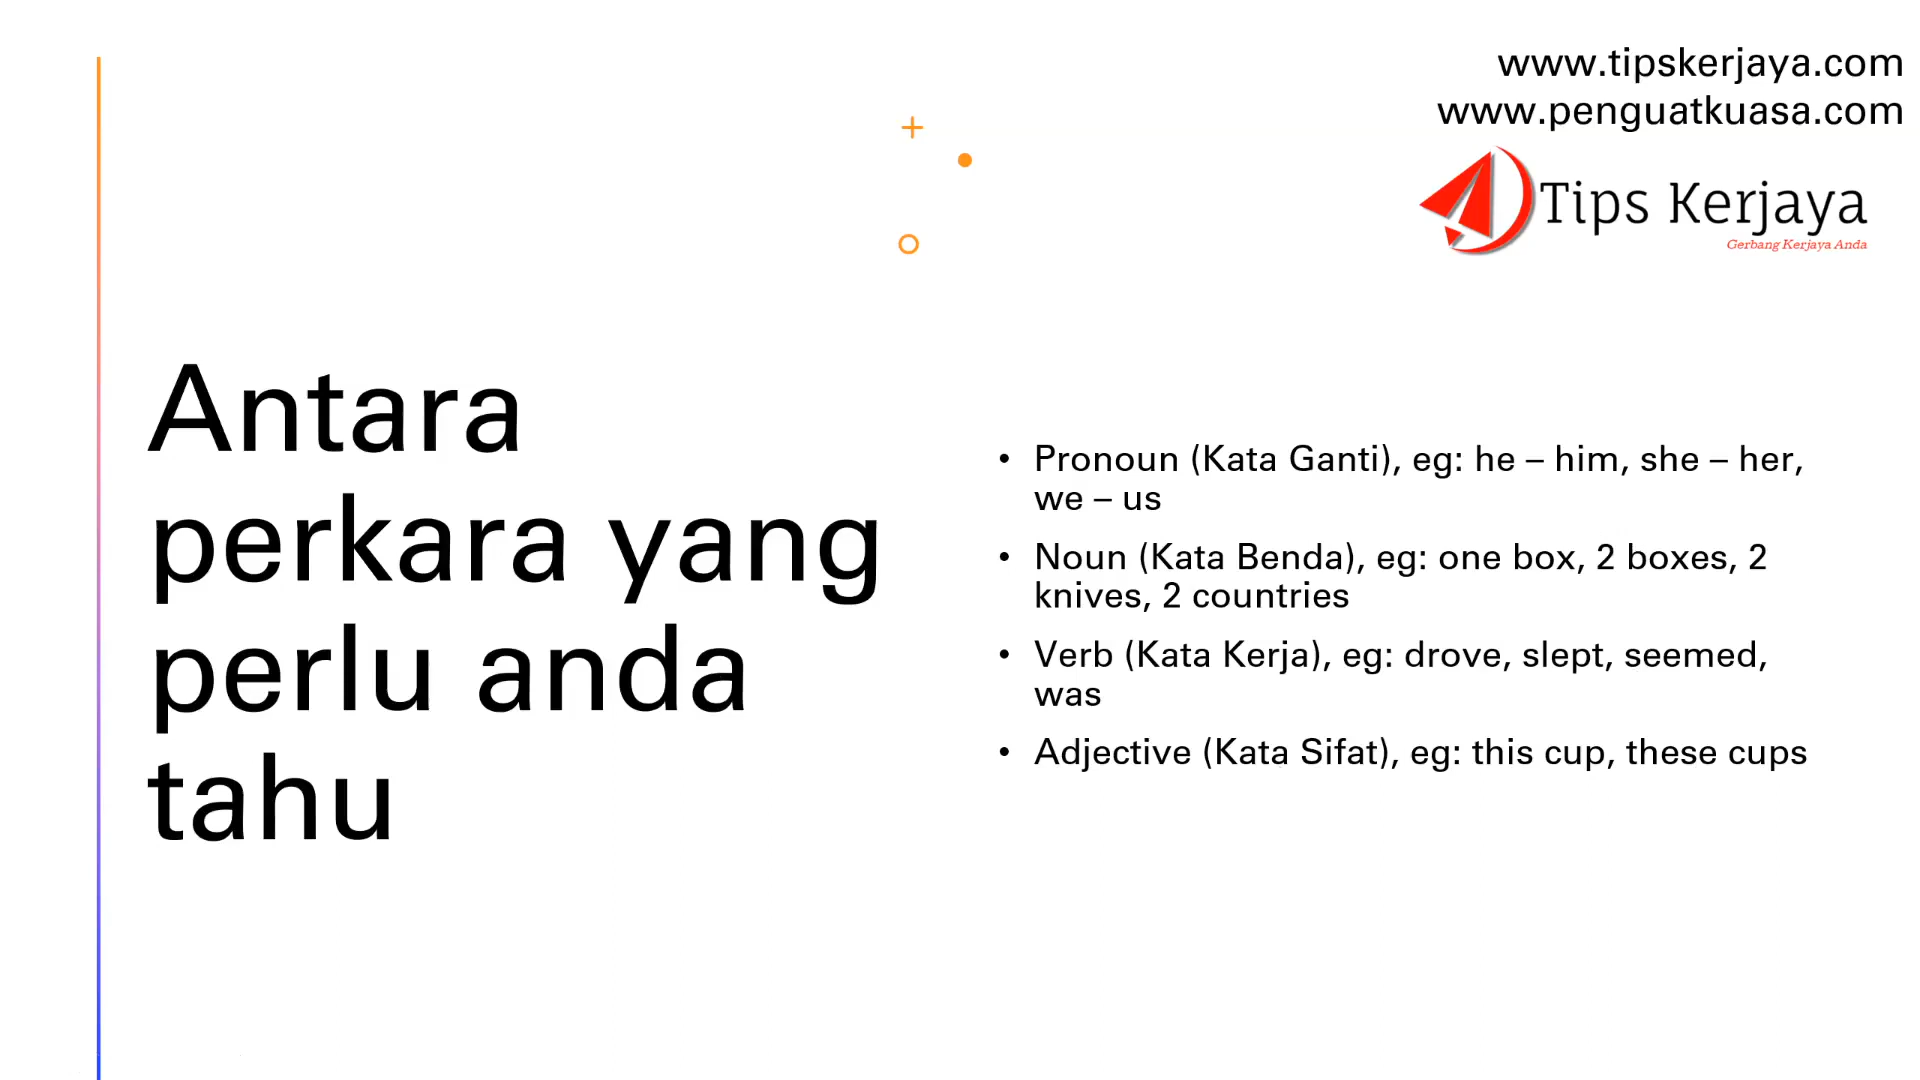 www.tipskerjaya.com
www.penguatkuasa.com
Tips Kerjaya
Gerbang Kerjaya Anda
Antara
perkara yang
perlu anda
tahu
• Pronoun (Kata Ganti), eg: he – him, she – her,
we – us
• Noun (Kata Benda), eg: one box, 2 boxes, 2
knives, 2 countries
• Verb (Kata Kerja), eg: drove, slept, seemed,
was
• Adjective (Kata Sifat), eg: this cup, these cups